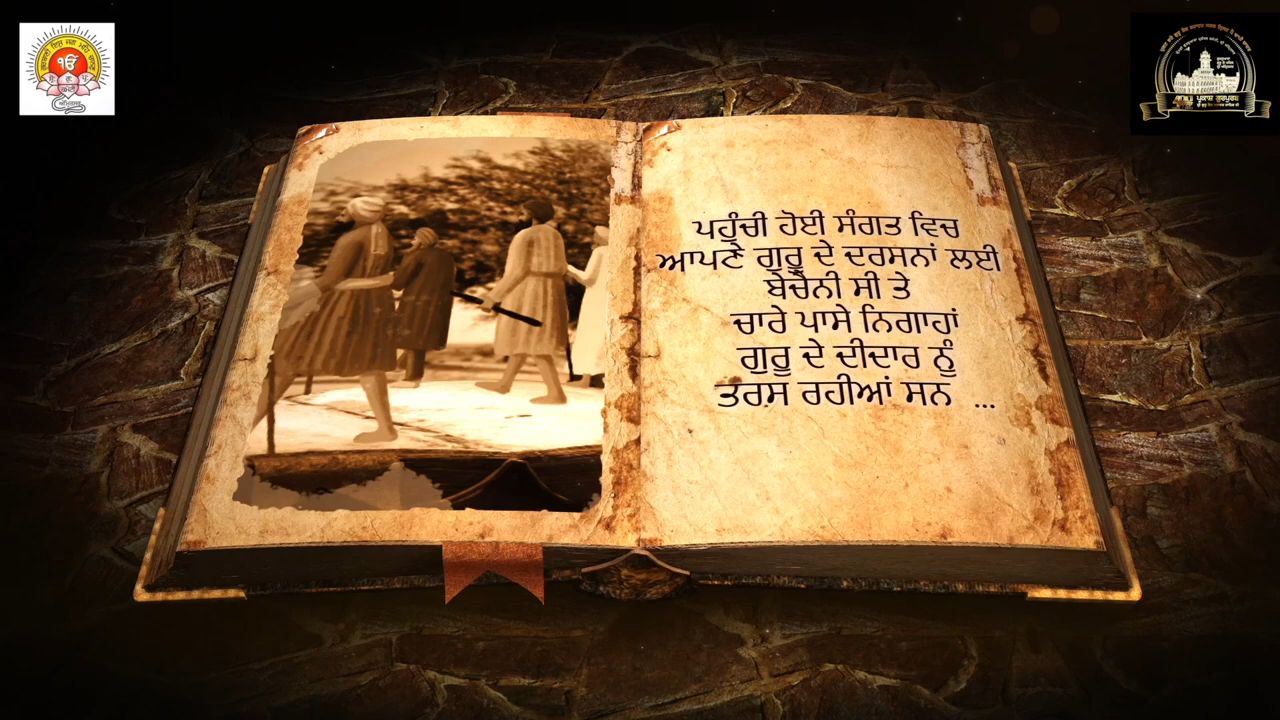 ਪਹੁੰਚੀ ਹੋਈ ਸੰਗਤ ਵਿਚ
ਆਪਣੇ ਗੁਰੂ ਦੇ ਦਰਸਨਾਂ ਲਈ
ਬੇਚੈਨੀ ਸੀ ਤੇ
ਚਾਰੇ ਪਾਸੇ ਨਿਗਾਹਾਂ
ਗੁਰੂ ਦੇ ਦੀਦਾਰ ਨੂੰ
ਤਰਸ ਰਹੀਆਂ ਸਨ ...